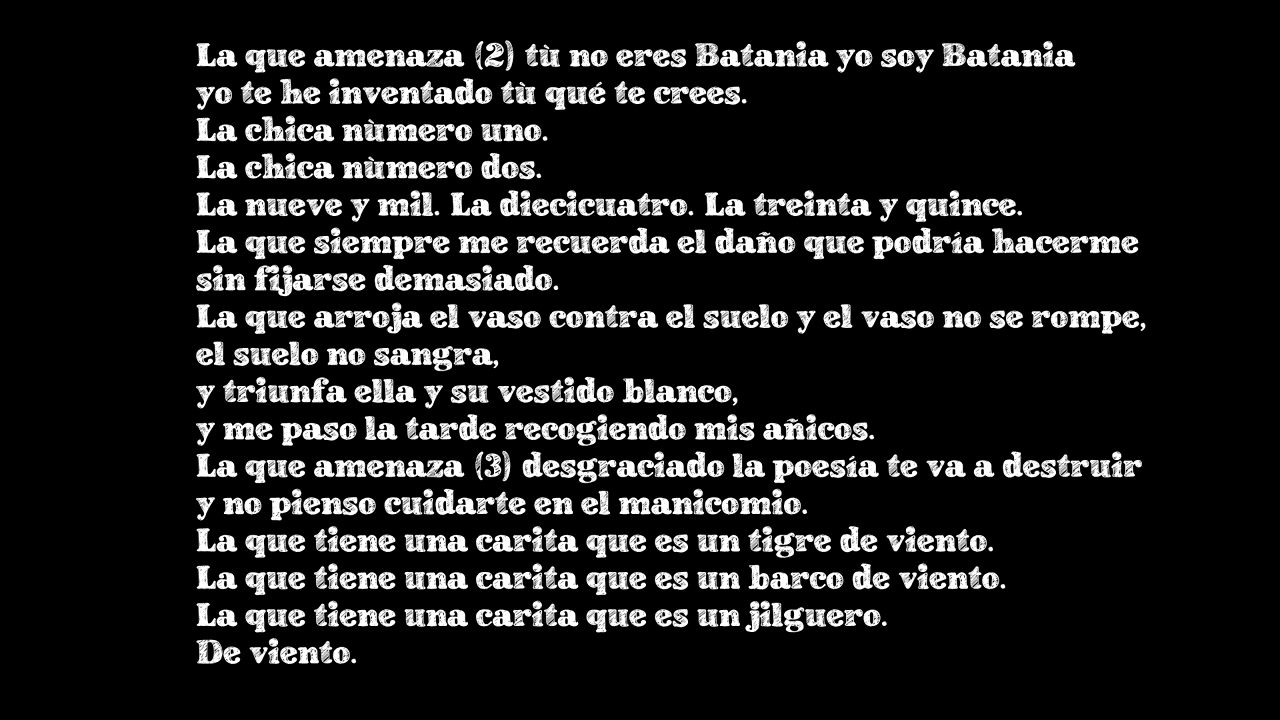 La que amenaza (2) tù no eres Batania yo soy Batania
yo te he inventado tù qué te crees.
La chica nùmero uno.
La chica nùmero dos.
La nueve y mil. La diecicuatro. La treinta y quince.
La que siempre me recuerda el daño que podría hacerme
sin fijarse demasiado.
La que arroja el vaso contra el suelo y el vaso no se rompe,
el suelo no sangra,
y triunfa ella y su vestido blanco,
y me paso la tarde recogiendo mis añicos.
La que amenaza (3) desgraciado la poesía te va a destruir
y no pienso cuidarte en el manicomio.
La que tiene una carita que es un tigre de viento.
La que tiene una carita que es un barco de viento.
La que tiene una carita que es un jilguero.
De viento.